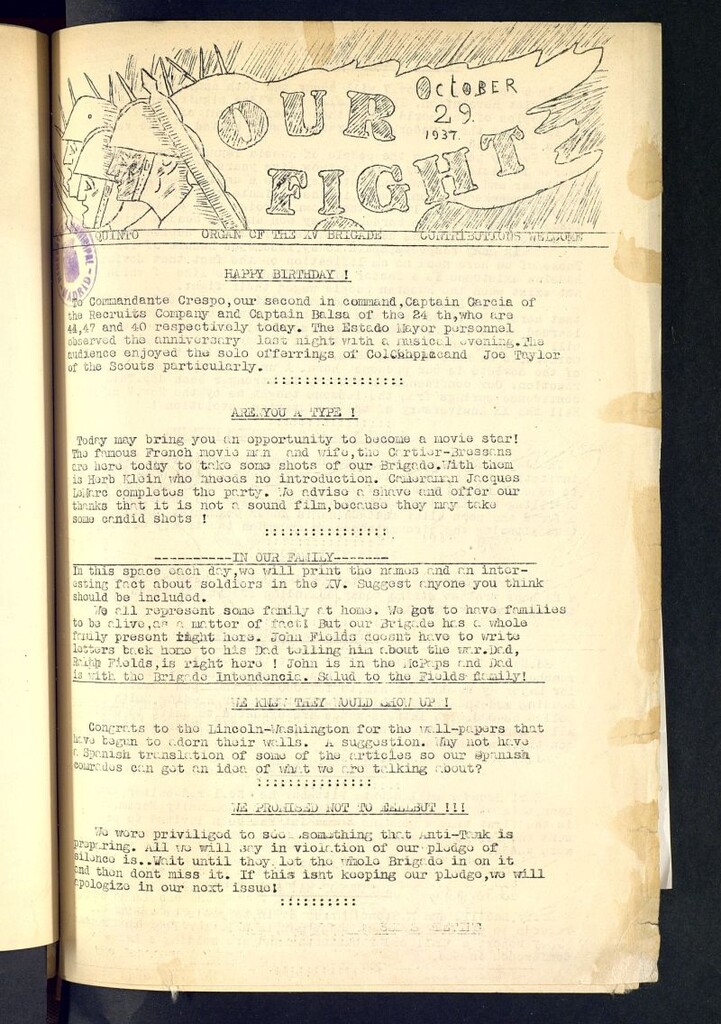 OUR
October
29.
1937.
FIGHT
QUINTO ORGAN OF THE XV BRIGADE CONTRIBUTIONS WELCOME
HAPPY BIRTHDAY !
To Commandante Crespo,our second in command,Captain Garcia of
the Recruits Company and Captain Balsa of the 24 th,who are
44,47 and 40 respectively today. The Estado Mayor personnel
observed the anniversary last night with a musical evening.The
audience enjoyed the solo offerrings of and Joe Taylor
of the Scouts particularly.
:::::::::::::::::
ARE YOU A TYPE !
Today may bring you an opportunity to become a movie star!
The famous French movie man and wife,the Cartier-Bressans
are here today to take some shots of our Brigade.With them
is Herb Klein who nneeds no introduction. Cameraman Jacques
LeMarc completes the party. We advise a shave and offer our
thanks that it is not a sound film,because they may take
some candid shots !
::::::::::::::::
----------IN OUR FAMILY-------
In this space each day,we will print the names and an inter-
esting fact about soldiers in the XV. Suggest anyone you think
should be included.
We all represent some family at home. We got to have families
to be alive,as a matter of fact! But our Brigade has a whole
family present right here. John Fields doesnt have to write
letters back home to his Dad telling him about the war.Dad,
Ralph Fields,is right here ! John is in the McPaps and Dad
is with the Brigade Intendencia. Salud to the Fields family!
WE KNEW THEY WOULD SHOW UP !
Congrats to the Lincoln-Washington for the wall-papers that
have begun to adorn their walls. A suggestion. Why not have
a Spanish translation of some of the articles so our Spanish
comrades can get an idea of what we are talking about?
:::::::::::::::
WE PROMISED NOT TO TELL BUT !!!
We were priviliged to see something that Anti-Tank is
preparing. All we will say in violation of our pledge of
silence is..Wait until they let the whole Brigade in on it
and then dont miss it. If this isnt keeping our pledge,we will
apologize in our next issue!
::::::::::